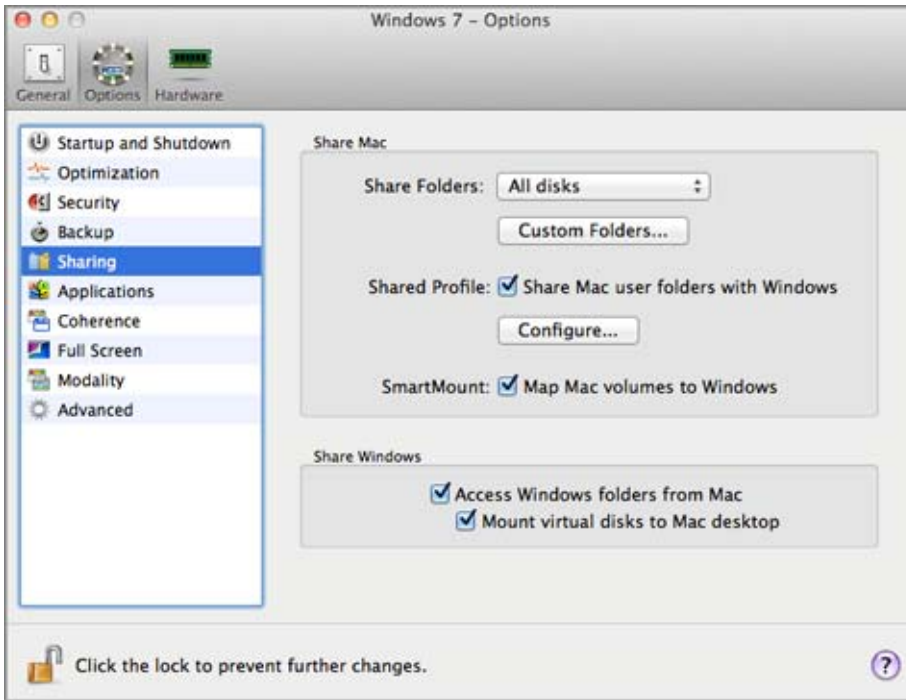 Windows 7 – Options
General Options Hardware
Startup and Shutdown
Optimization
Security
Backup
Sharing
Applications
Coherence
Full Screen
Modality
Advanced
Share Mac
Share Folders: All disks
Custom Folders...
Shared Profile: Share Mac user folders with Windows
Configure...
SmartMount: Map Mac volumes to Windows
Share Windows
Access Windows folders from Mac
Mount virtual disks to Mac desktop
Click the lock to prevent further changes. ?